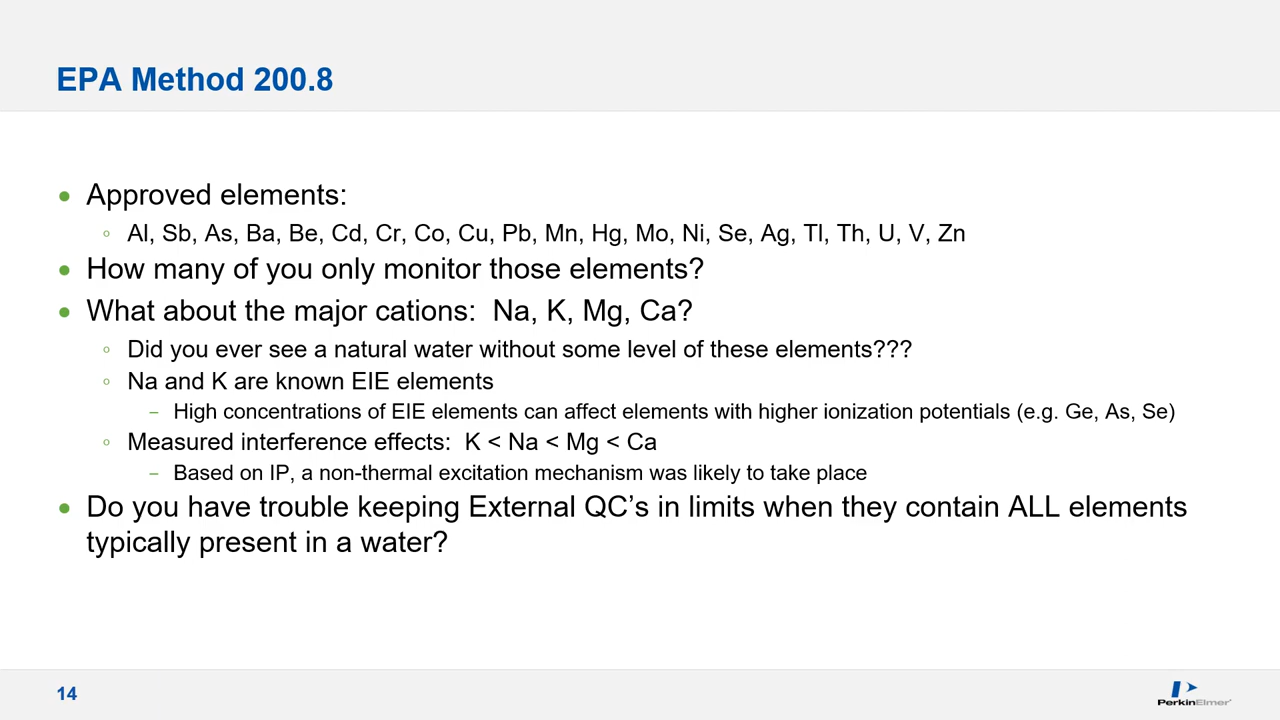 EPA Method 200.8
• Approved elements:
◦ Al, Sb, As, Ba, Be, Cd, Cr, Co, Cu, Pb, Mn, Hg, Mo, Ni, Se, Ag, Tl, Th, U, V, Zn
• How many of you only monitor those elements?
• What about the major cations:  Na, K, Mg, Ca?
◦ Did you ever see a natural water without some level of these elements???
◦ Na and K are known EIE elements
− High concentrations of EIE elements can affect elements with higher ionization potentials (e.g. Ge, As, Se)
◦ Measured interference effects:  K < Na < Mg < Ca
− Based on IP, a non-thermal excitation mechanism was likely to take place
• Do you have trouble keeping External QC’s in limits when they contain ALL elements
typically present in a water?
14
PerkinElmer